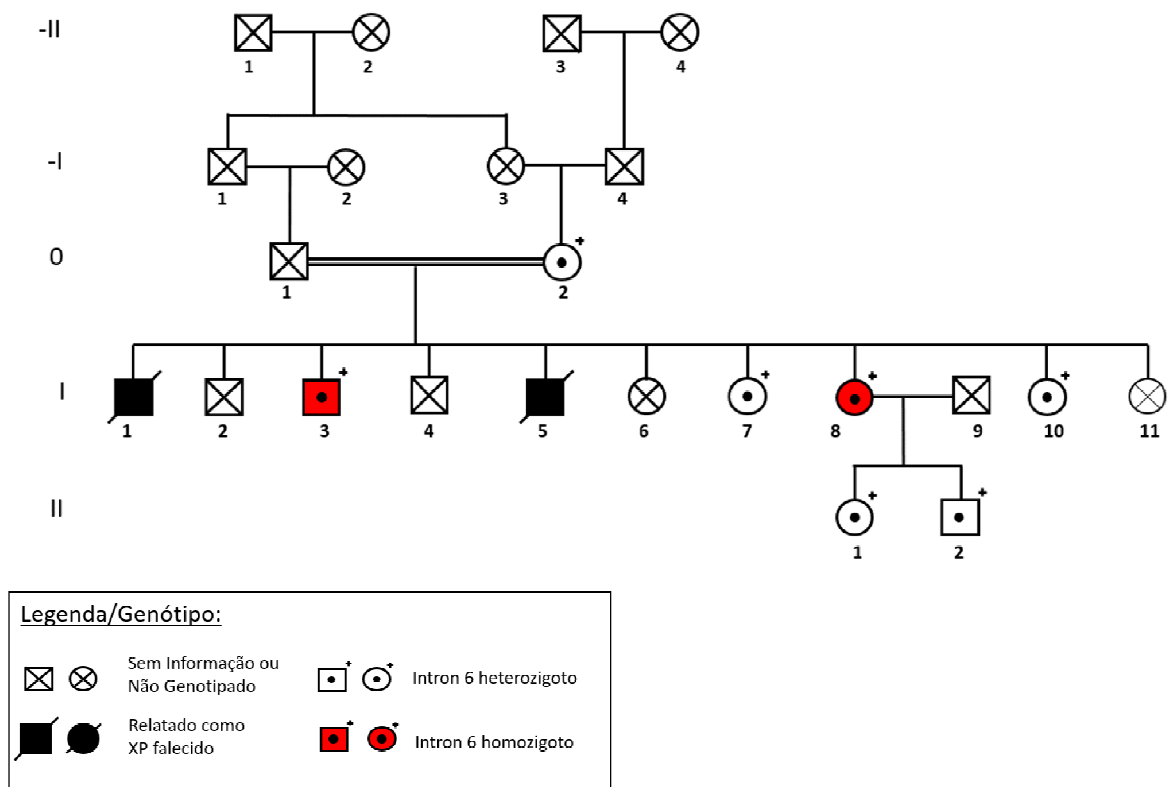 -II
1 2 3 4
-I
1 2 3 4
0
1 2
I
1 2 3 4 5 6 7 8 9 10 11
II
1 2
Legenda/Genótipo:
Sem Informação ou
Não Genotipado
Intron 6 heterozigoto
Relatado como
XP falecido
Intron 6 homozigoto